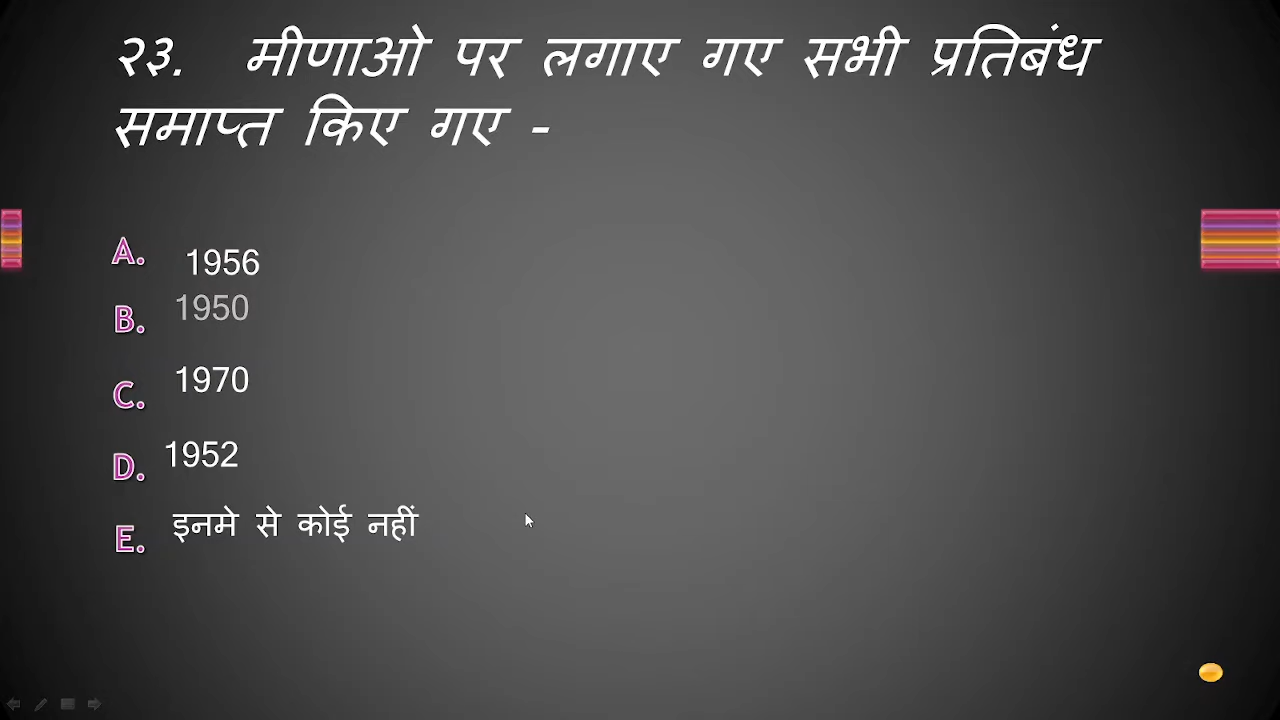 २३. मीणाओ पर लगाए गए सभी प्रतिबंध
समाप्त किए गए -
A. 1956
B. 1950
C. 1970
D. 1952
E. इनमे से कोई नहीं